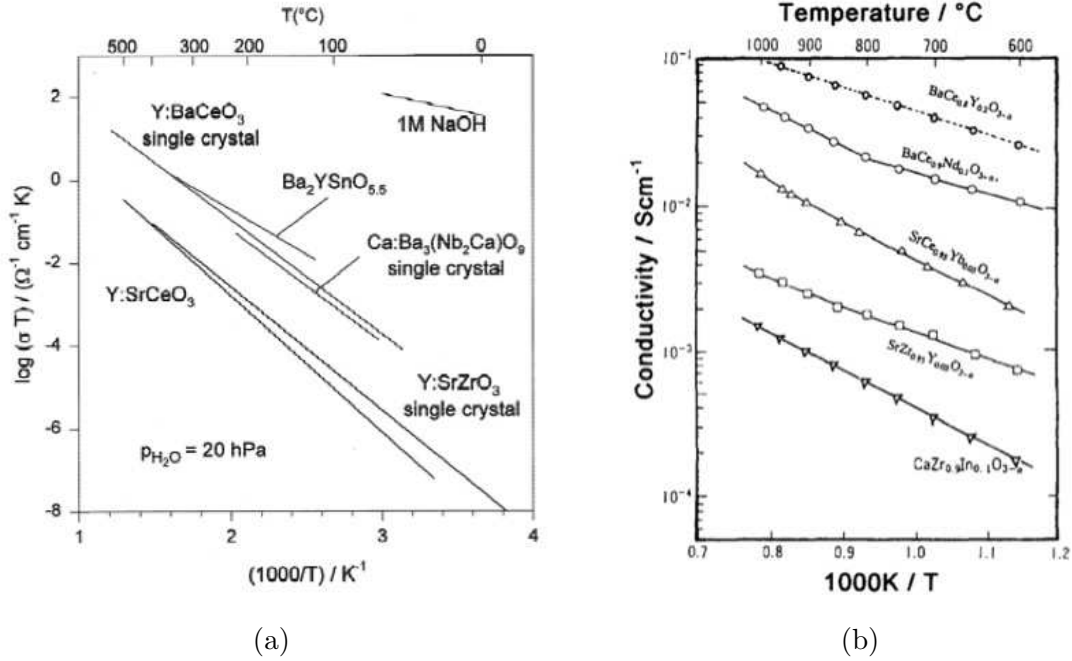 T(°C)
500
300
200
100
0
2
0
-2
-4
-6
-8
log (σ T) / (Ω⁻¹ cm⁻¹ K)
Y:BaCeO₃
single crystal
1M NaOH
Ba₂YSnO₅.₅
Ca:Ba₃(Nb₂Ca)O₉
single crystal
Y:SrCeO₃
Y:SrZrO₃
single crystal
p_H₂O = 20 hPa
1
2
3
4
(1000/T) / K⁻¹
(a)
Temperature / °C
1000 900 800 700 600
10⁻¹
10⁻²
10⁻³
10⁻⁴
Conductivity / Scm⁻¹
BaCe₀.₈Y₀.₂O₃₋α
BaCe₀.₉Nd₀.₁O₃₋α
SrCe₀.₉₅Yb₀.₀₅O₃₋α
SrZr₀.₉₅Y₀.₀₅O₃₋α
CaZr₀.₉In₀.₁O₃₋α
0.7 0.8 0.9 1.0 1.1 1.2
1000K / T
(b)